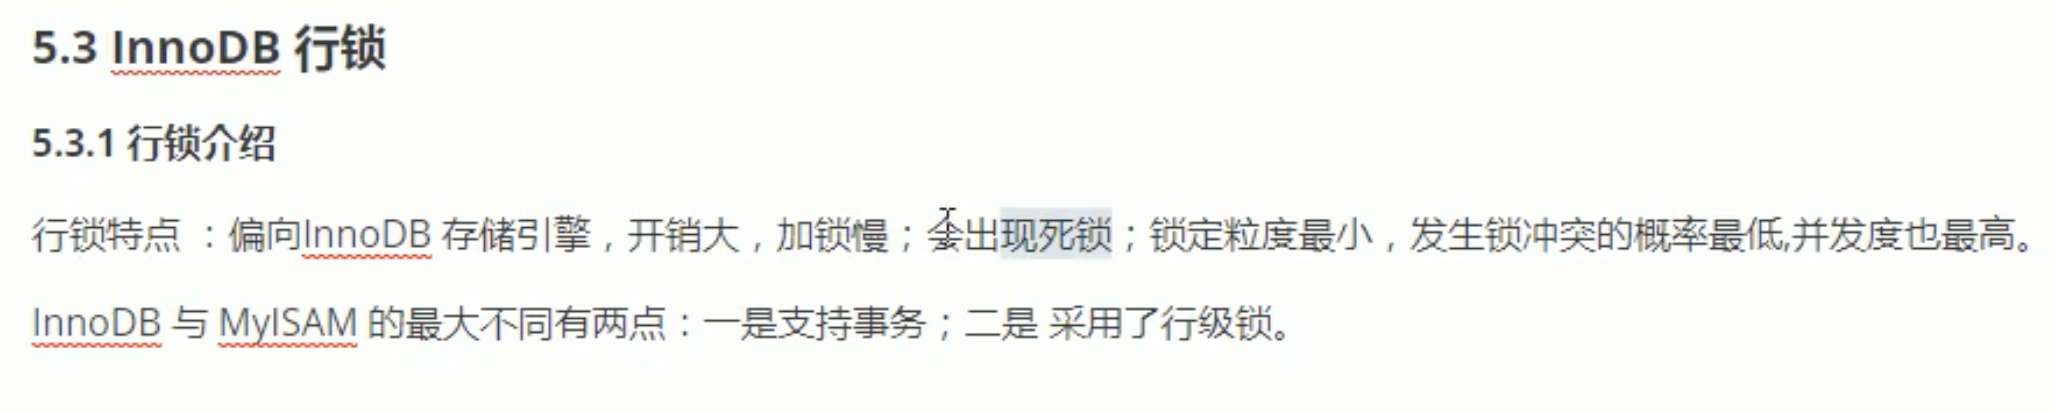 5.3 InnoDB 行锁
5.3.1 行锁介绍
行锁特点 ：偏向InnoDB 存储引擎，开销大，加锁慢；会出现死锁；锁定粒度最小，发生锁冲突的概率最低,并发度也最高。
InnoDB 与 MyISAM 的最大不同有两点：一是支持事务；二是 采用了行级锁。